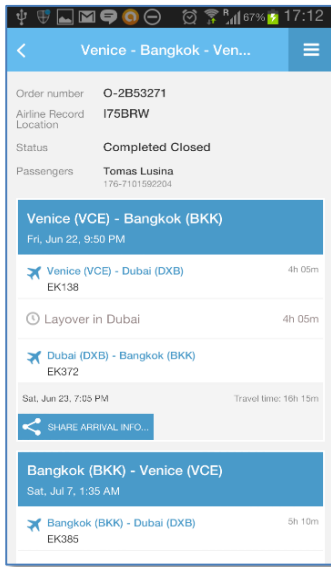 67% 17:12
Venice - Bangkok - Ven...
Order number O-2B53271
Airline Record Location I75BRW
Status Completed Closed
Passengers Tomas Lusina
176-7101592204
Venice (VCE) - Bangkok (BKK)
Fri, Jun 22, 9:50 PM
Venice (VCE) - Dubai (DXB) 4h 05m
EK138
Layover in Dubai 4h 05m
Dubai (DXB) - Bangkok (BKK)
EK372
Sat, Jun 23, 7:05 PM Travel time: 16h 15m
SHARE ARRIVAL INFO...
Bangkok (BKK) - Venice (VCE)
Sat, Jul 7, 1:35 AM
Bangkok (BKK) - Dubai (DXB) 5h 10m
EK385